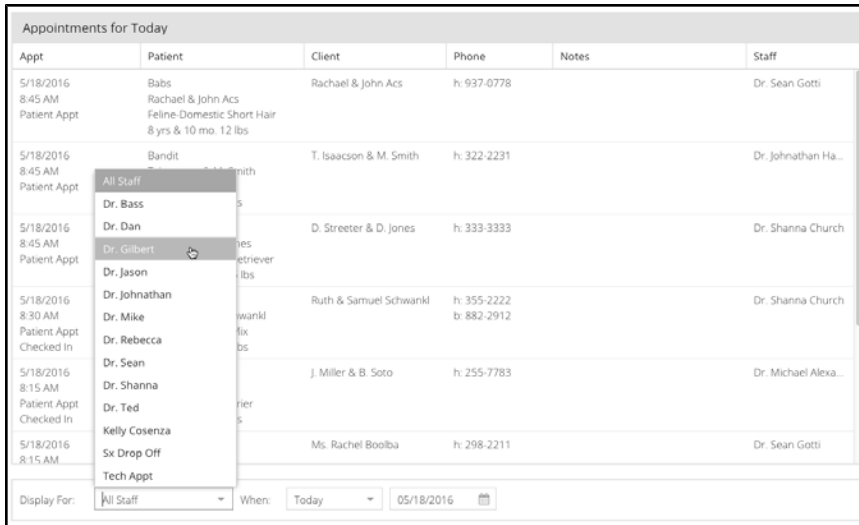 Appointments for Today
Appt Patient Client Phone Notes Staff
5/18/2016 Babs Rachael & John Acs h: 937-0778 Dr. Sean Gotti
8:45 AM Rachael & John Acs
Patient Appt Feline-Domestic Short Hair
8 yrs & 10 mo. 12 lbs
5/18/2016 Bandit T. Isaacson & M. Smith h: 322-2231 Dr. Johnathan Ha...
8:45 AM
Patient Appt
5/18/2016 D. Streeter & D. Jones h: 333-3333 Dr. Shanna Church
8:45 AM
Patient Appt lbs
5/18/2016 Ruth & Samuel Schwankl h: 355-2222 Dr. Shanna Church
8:30 AM b: 882-2912
Patient Appt
Checked In
5/18/2016 J. Miller & B. Soto h: 255-7783 Dr. Michael Alexa...
8:15 AM
Patient Appt
Checked In
5/18/2016 Ms. Rachel Boolba h: 298-2211 Dr. Sean Gotti
8:15 AM
All Staff
Dr. Bass
Dr. Dan
Dr. Gilbert
Dr. Jason
Dr. Johnathan
Dr. Mike
Dr. Rebecca
Dr. Sean
Dr. Shanna
Dr. Ted
Kelly Cosenza
Sx Drop Off
Tech Appt
Display For: All Staff When: Today 05/18/2016